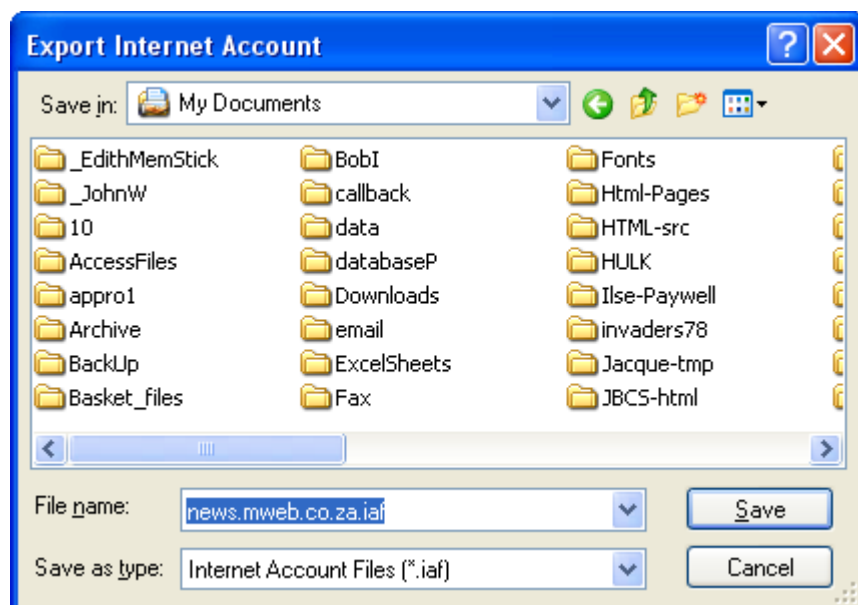 Export Internet Account
Save in: My Documents
_EdithMemStick BobI Fonts
_JohnW callback Html-Pages
10 data HTML-src
AccessFiles databaseP HULK
appro1 Downloads Ilse-Paywell
Archive email invaders78
BackUp ExcelSheets Jacque-tmp
Basket_files Fax JBCS-html
File name: news.mweb.co.za.iaf Save
Save as type: Internet Account Files (*.iaf) Cancel